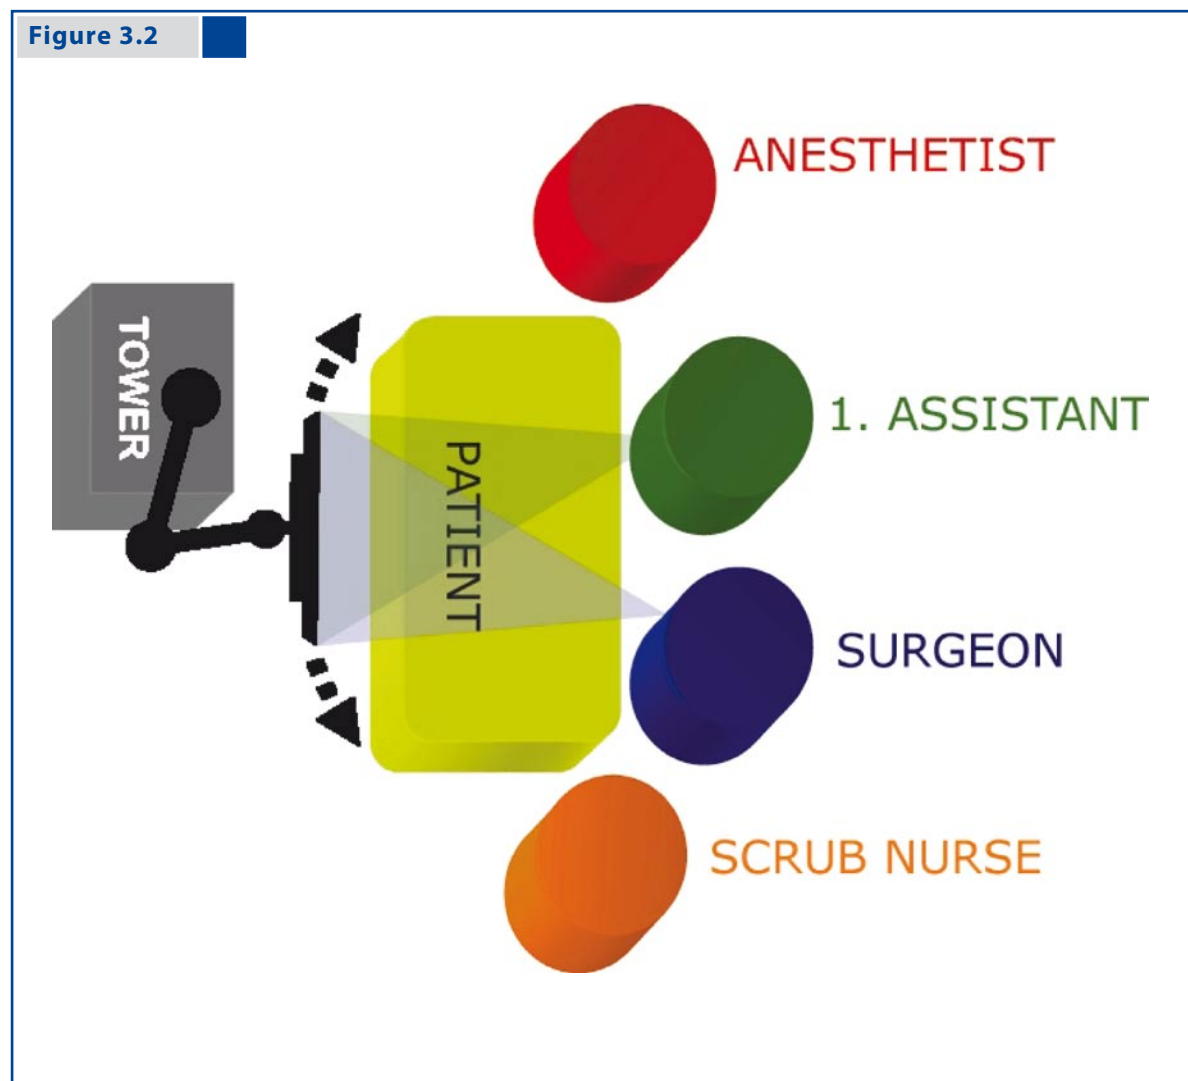 Figure 3.2
ANESTHETIST
TOWER
1. ASSISTANT
PATIENT
SURGEON
SCRUB NURSE